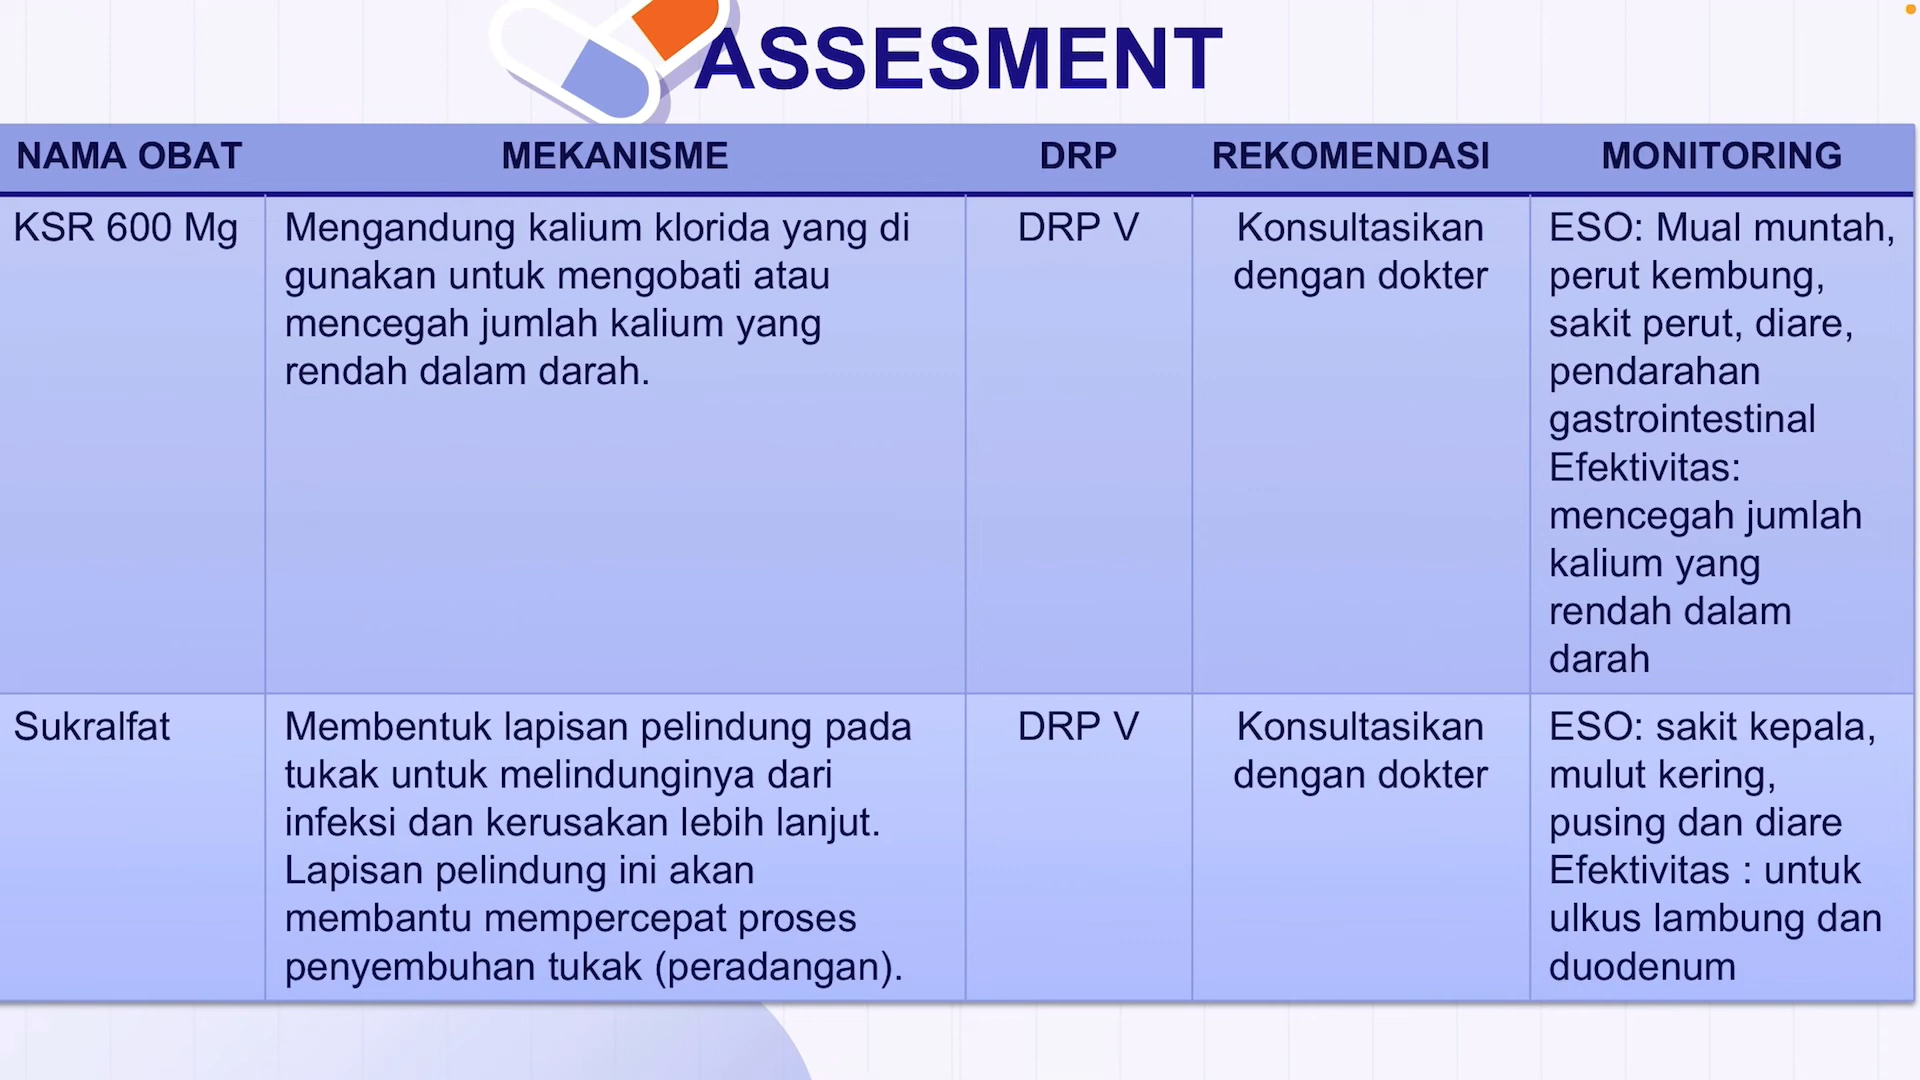 ASSESMENT
NAMA OBAT
MEKANISME
DRP
REKOMENDASI
MONITORING
KSR 600 Mg
Mengandung kalium klorida yang di
gunakan untuk mengobati atau
mencegah jumlah kalium yang
rendah dalam darah.
DRP V
Konsultasikan
dengan dokter
ESO: Mual muntah,
perut kembung,
sakit perut, diare,
pendarahan
gastrointestinal
Efektivitas:
mencegah jumlah
kalium yang
rendah dalam
darah
Sukralfat
Membentuk lapisan pelindung pada
tukak untuk melindunginya dari
infeksi dan kerusakan lebih lanjut.
Lapisan pelindung ini akan
membantu mempercepat proses
penyembuhan tukak (peradangan).
DRP V
Konsultasikan
dengan dokter
ESO: sakit kepala,
mulut kering,
pusing dan diare
Efektivitas : untuk
ulkus lambung dan
duodenum